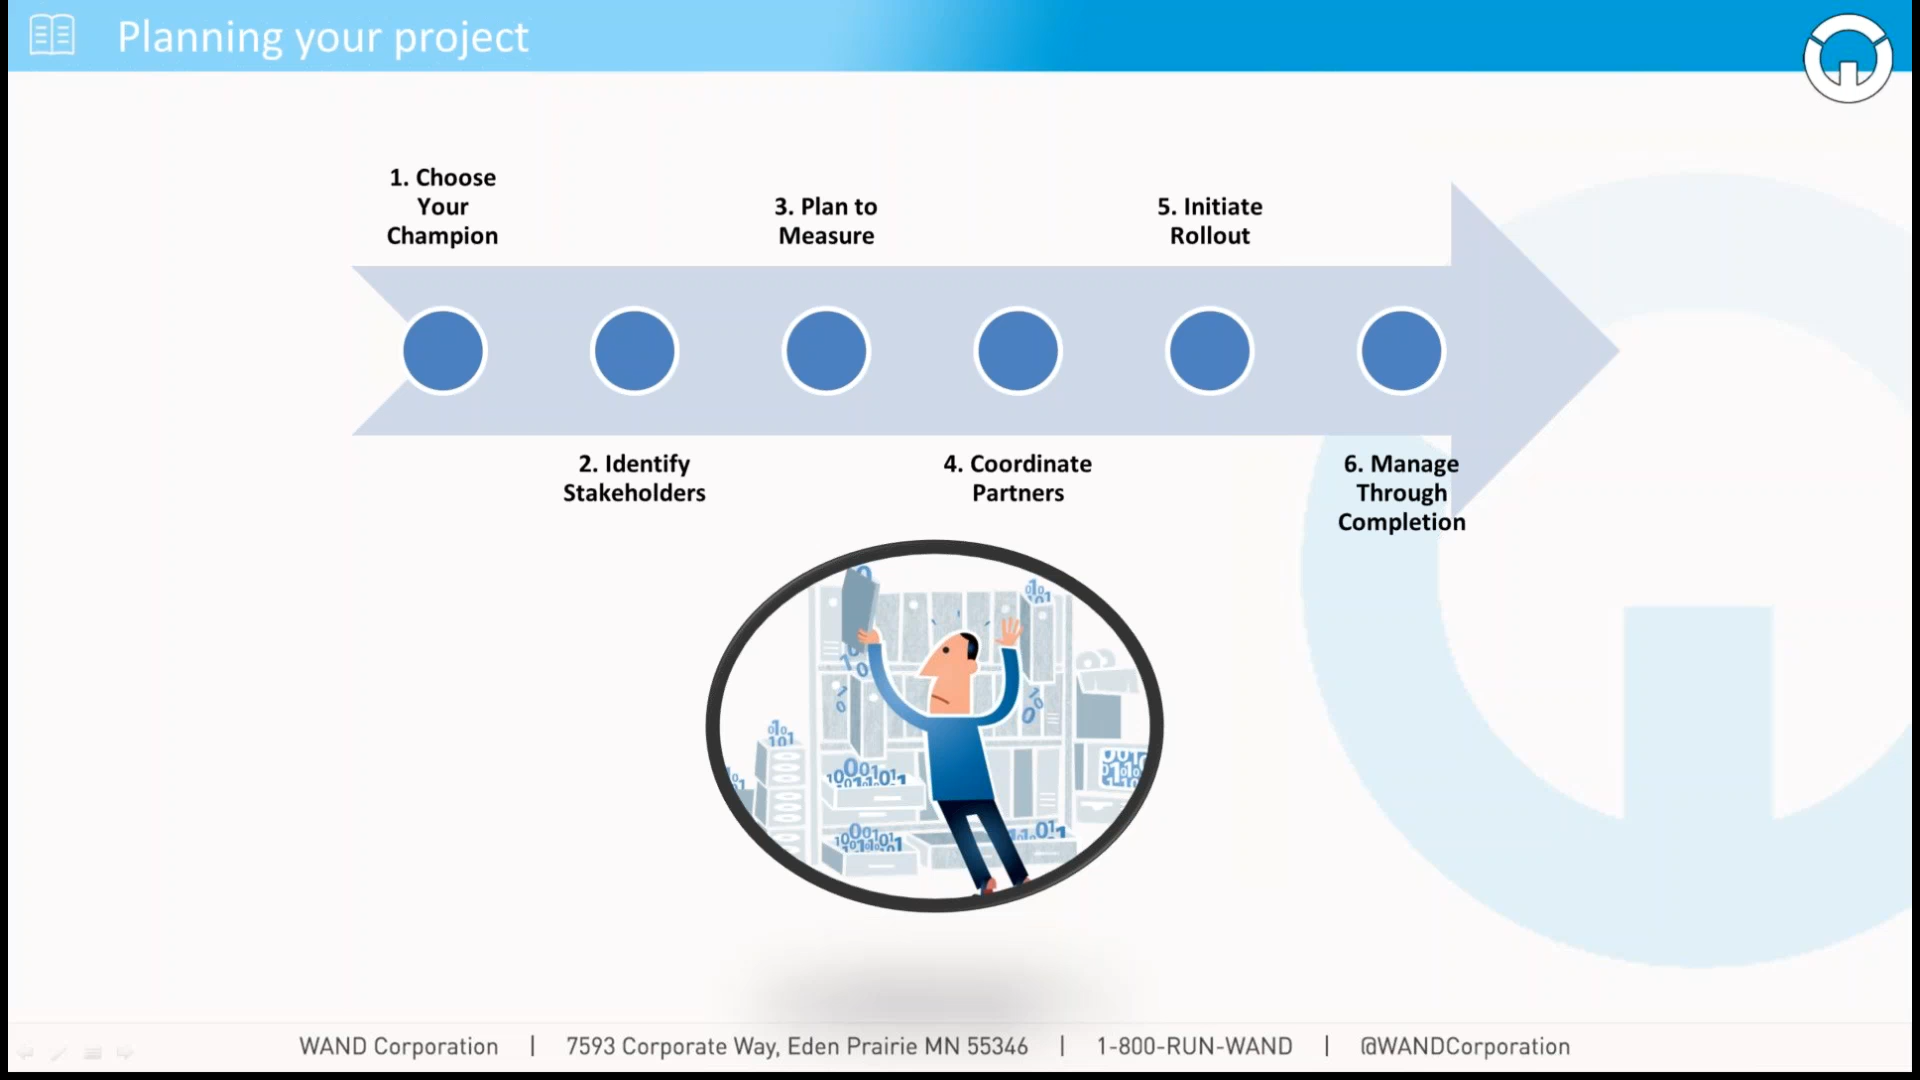 Planning your project
1. Choose
Your
Champion
3. Plan to
Measure
5. Initiate
Rollout
2. Identify
Stakeholders
4. Coordinate
Partners
6. Manage
Through
Completion
WAND Corporation | 7593 Corporate Way, Eden Prairie MN 55346 | 1-800-RUN-WAND | @WANDCorporation